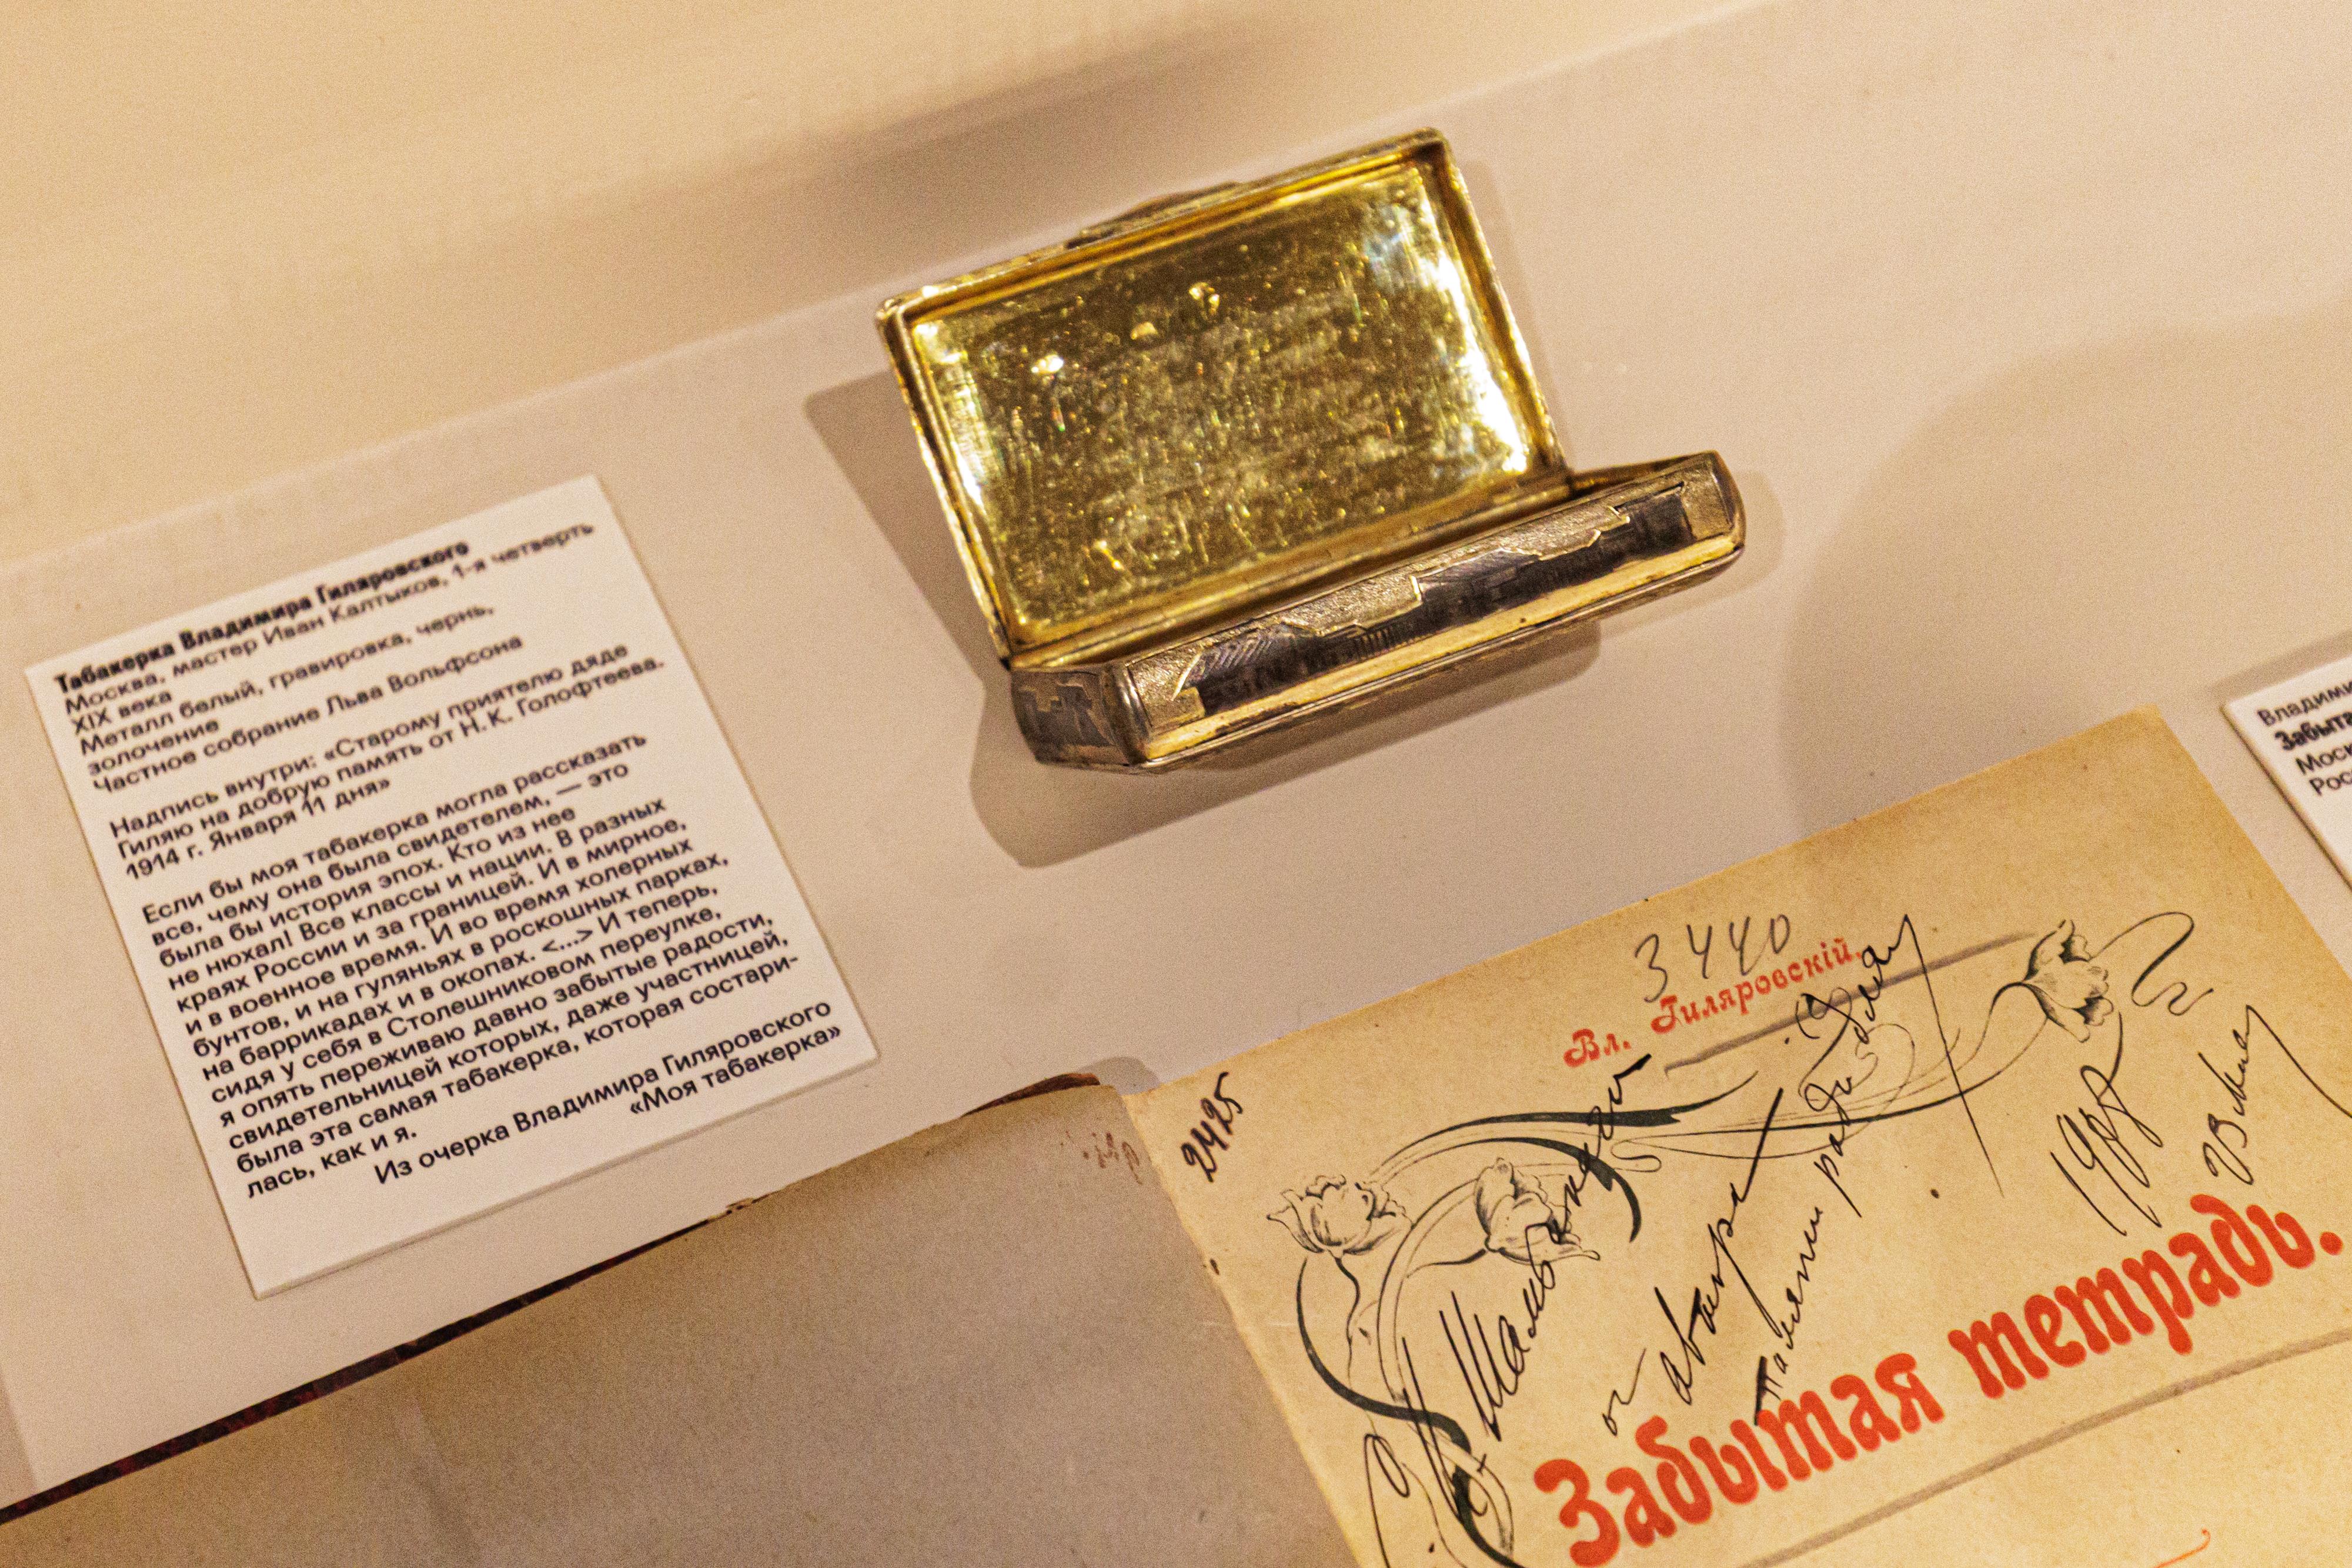 Табакерка Владимира Гиляровского
Москва, мастер Иван Калтыков, 1-я четверть
XIX века
Металл белый, гравировка, чернь,
золочение
Частное собрание Льва Вольфсона
Надпись внутри: «Старому приятелю дяде
Гиляю на добрую память от Н. К. Голофтеева.
1914 г. Января 11 дня»
Если бы моя табакерка могла рассказать
все, чему она была свидетелем, — это
была бы история эпох. Кто из нее
не нюхал! Все классы и нации. В разных
краях России и за границей. И в мирное,
и в военное время. И во время холерных
бунтов, и на гуляньях в роскошных парках,
на баррикадах и в окопах. <...> И теперь,
сидя у себя в Столешниковом переулке,
я опять переживаю давно забытые радости,
свидетельницей которых, даже участницей,
была эта самая табакерка, которая состари-
лась, как и я.
Из очерка Владимира Гиляровского
«Моя табакерка»
3440
Вл. Гиляровскій.
2425
автора
памяти ради
Забытая тетрадь.